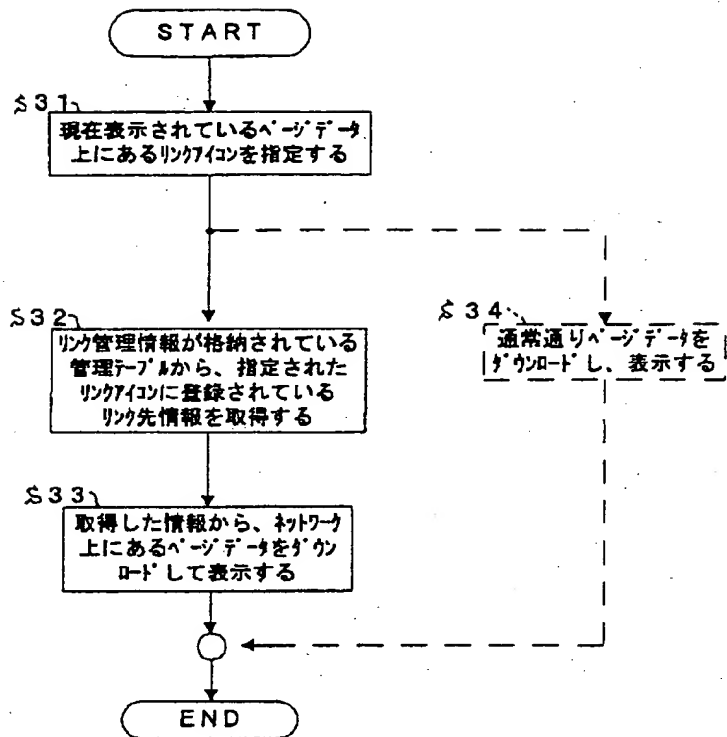 START
S31
現在表示されているページデータ
上にあるリンクアイコンを指定する
S32
リンク管理情報が格納されている
管理テーブルから、指定された
リンクアイコンに登録されている
リンク先情報を取得する
S34
通常通りページデータを
ダウンロードし、表示する
S33
取得した情報から、ネットワーク
上にあるページデータをダウン
ロードして表示する
END